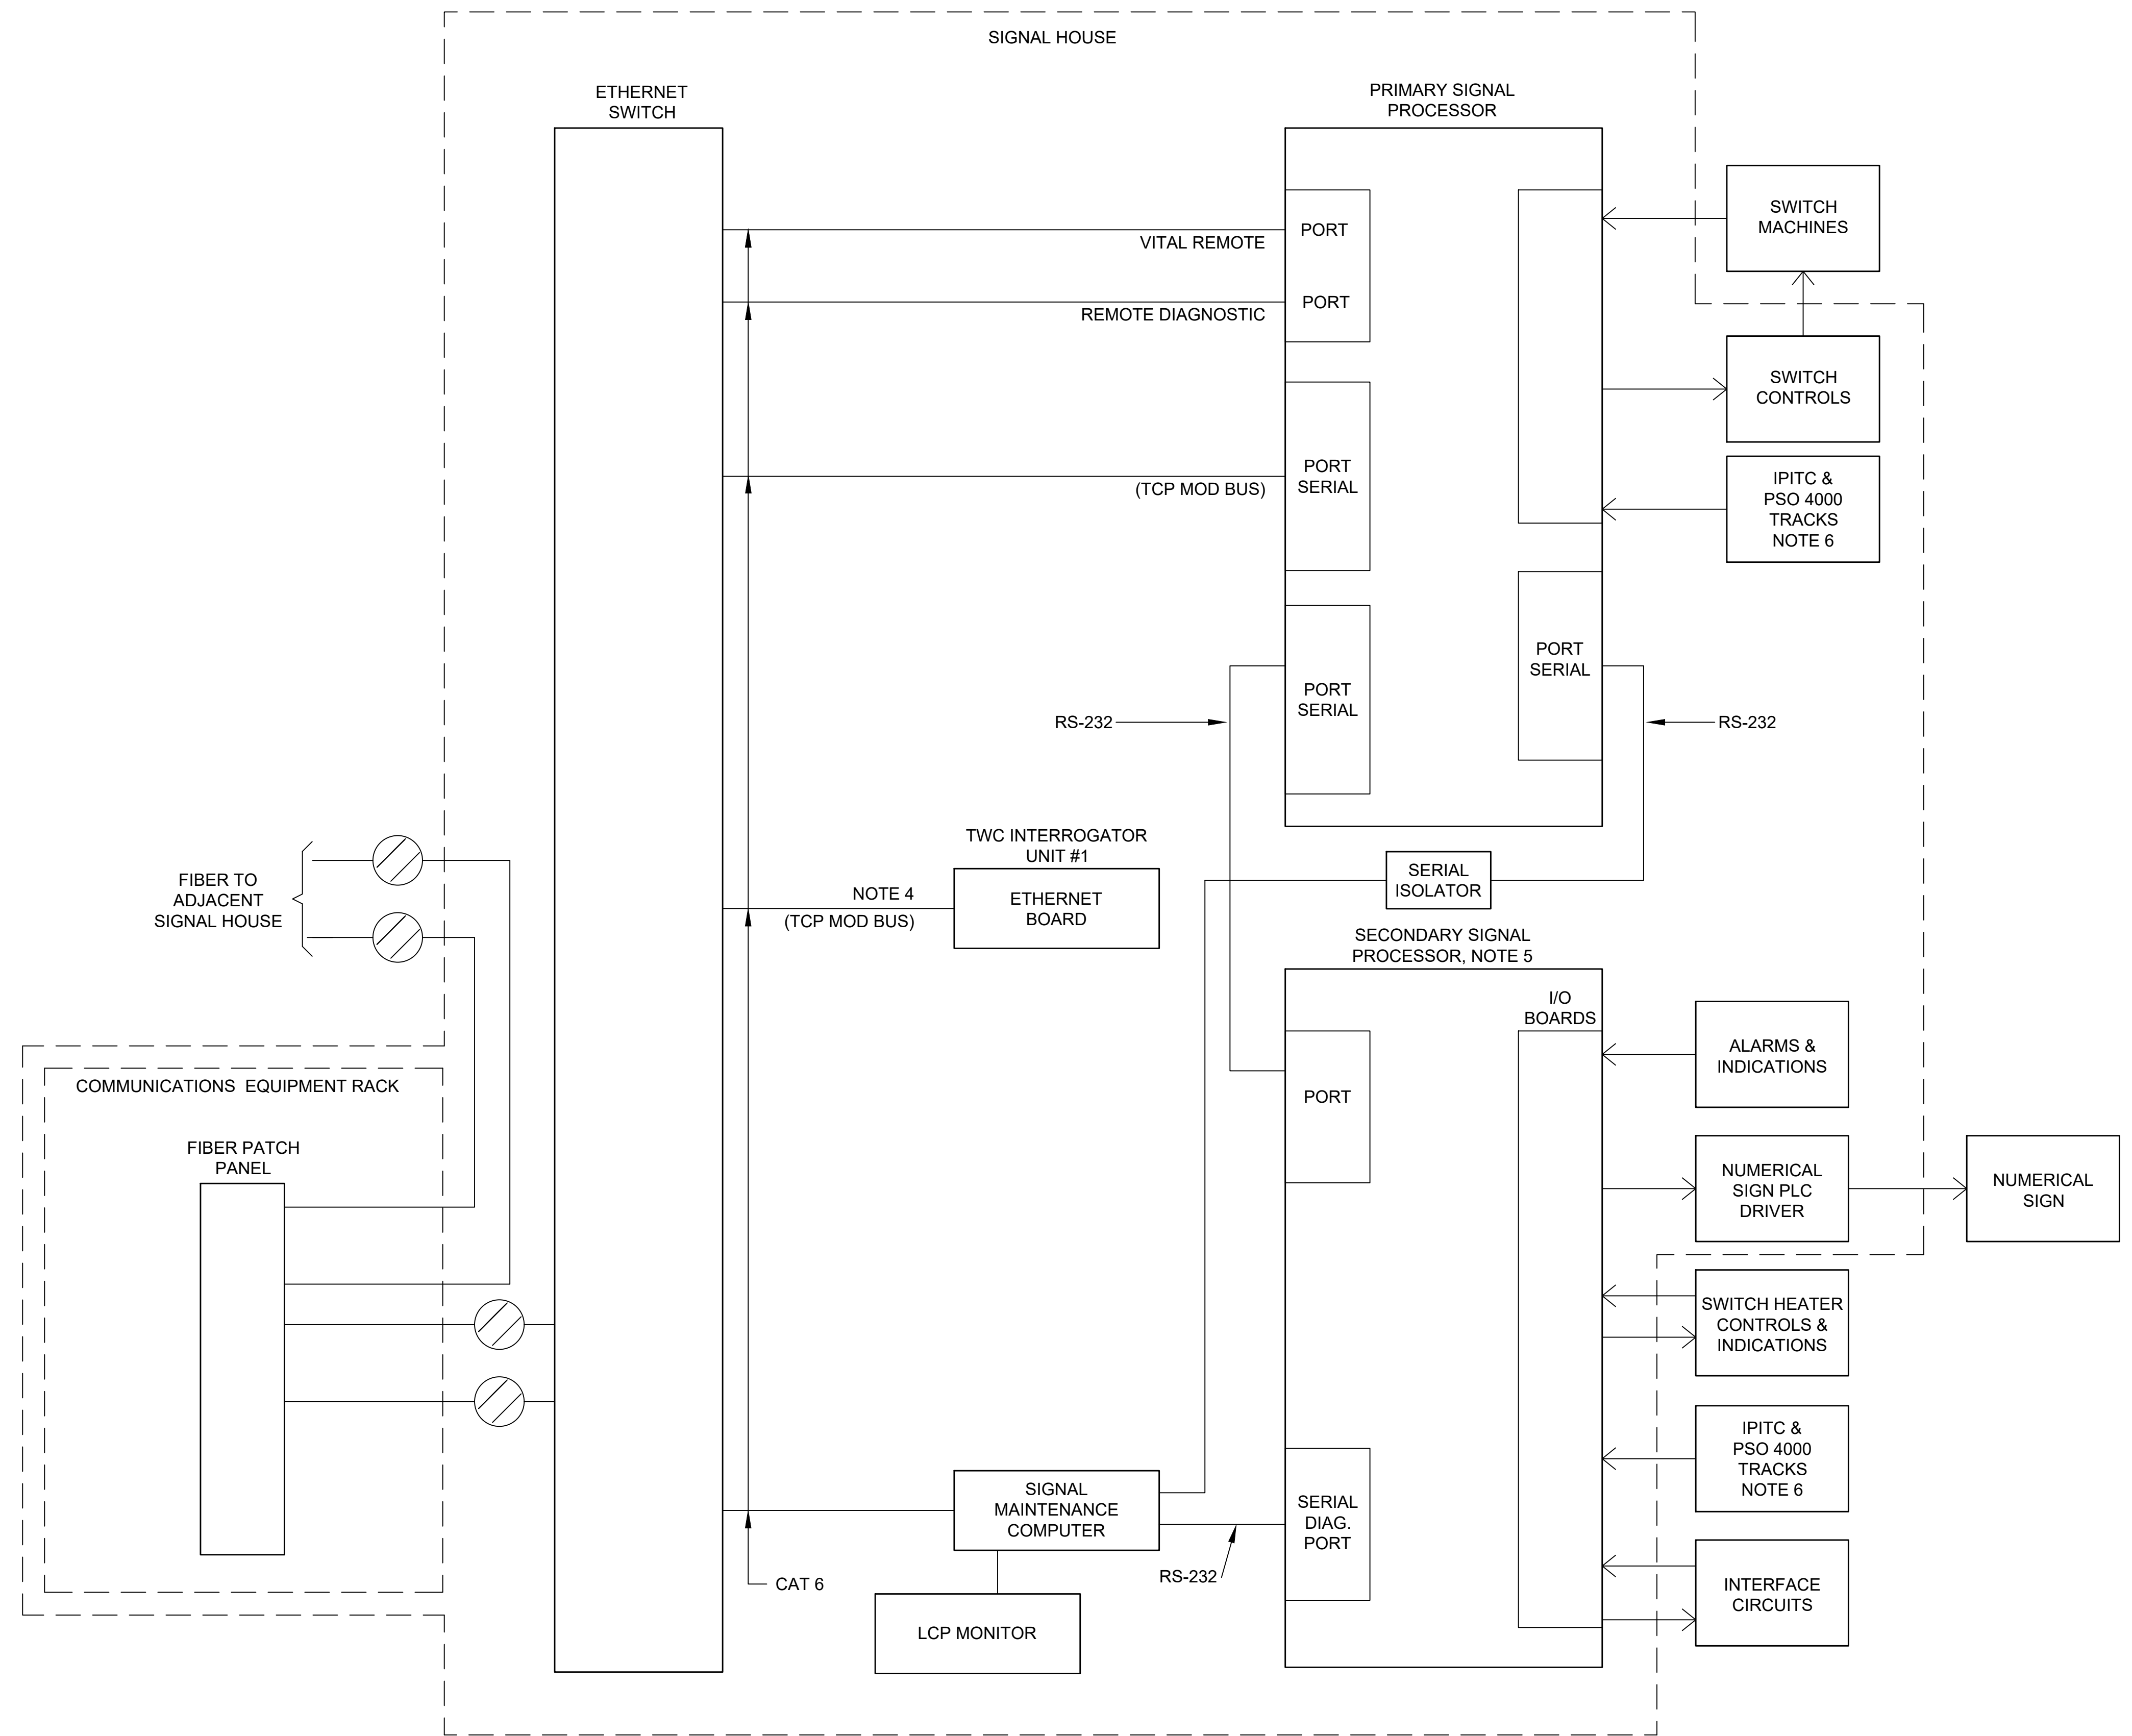 SIGNAL HOUSE
ETHERNET
SWITCH
PRIMARY SIGNAL
PROCESSOR
PORT
VITAL REMOTE
PORT
REMOTE DIAGNOSTIC
PORT
SERIAL
(TCP MOD BUS)
PORT
SERIAL
PORT
SERIAL
RS-232
RS-232
SWITCH
MACHINES
SWITCH
CONTROLS
IPITC &
PSO 4000
TRACKS
NOTE 6
TWC INTERROGATOR
UNIT #1
ETHERNET
BOARD
NOTE 4
(TCP MOD BUS)
SERIAL
ISOLATOR
FIBER TO
ADJACENT
SIGNAL HOUSE
SECONDARY SIGNAL
PROCESSOR, NOTE 5
I/O
BOARDS
PORT
SERIAL
DIAG.
PORT
ALARMS &
INDICATIONS
NUMERICAL
SIGN PLC
DRIVER
NUMERICAL
SIGN
SWITCH HEATER
CONTROLS &
INDICATIONS
IPITC &
PSO 4000
TRACKS
NOTE 6
INTERFACE
CIRCUITS
COMMUNICATIONS  EQUIPMENT RACK
FIBER PATCH
PANEL
SIGNAL
MAINTENANCE
COMPUTER
RS-232
CAT 6
LCP MONITOR